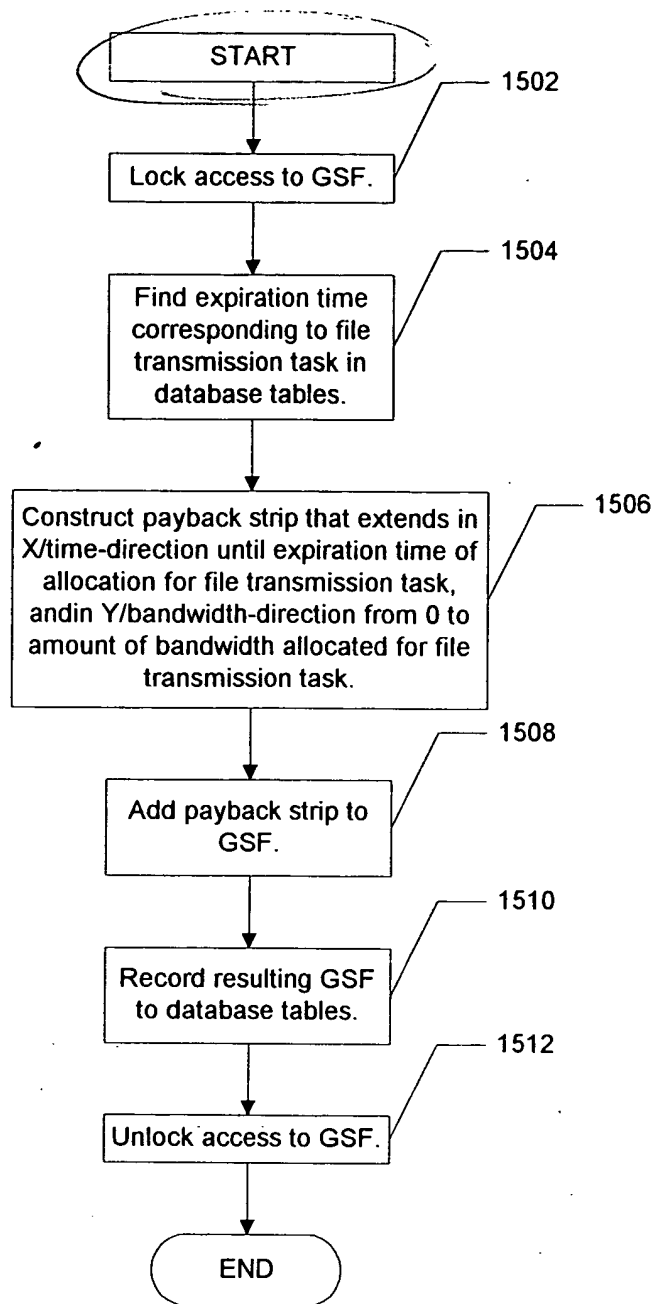 START
1502
Lock access to GSF.
1504
Find expiration time
corresponding to file
transmission task in
database tables.
1506
Construct payback strip that extends in
X/time-direction until expiration time of
allocation for file transmission task,
andin Y/bandwidth-direction from 0 to
amount of bandwidth allocated for file
transmission task.
1508
Add payback strip to
GSF.
1510
Record resulting GSF
to database tables.
1512
Unlock access to GSF.
END